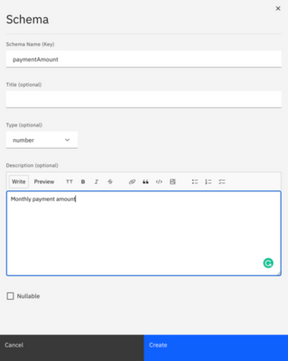 Schema
Schema Name (Key)
paymentAmount
Title (optional)
Type (optional)
number
Description (optional)
Write Preview TT B I S
Monthly payment amount
Nullable
Cancel Create